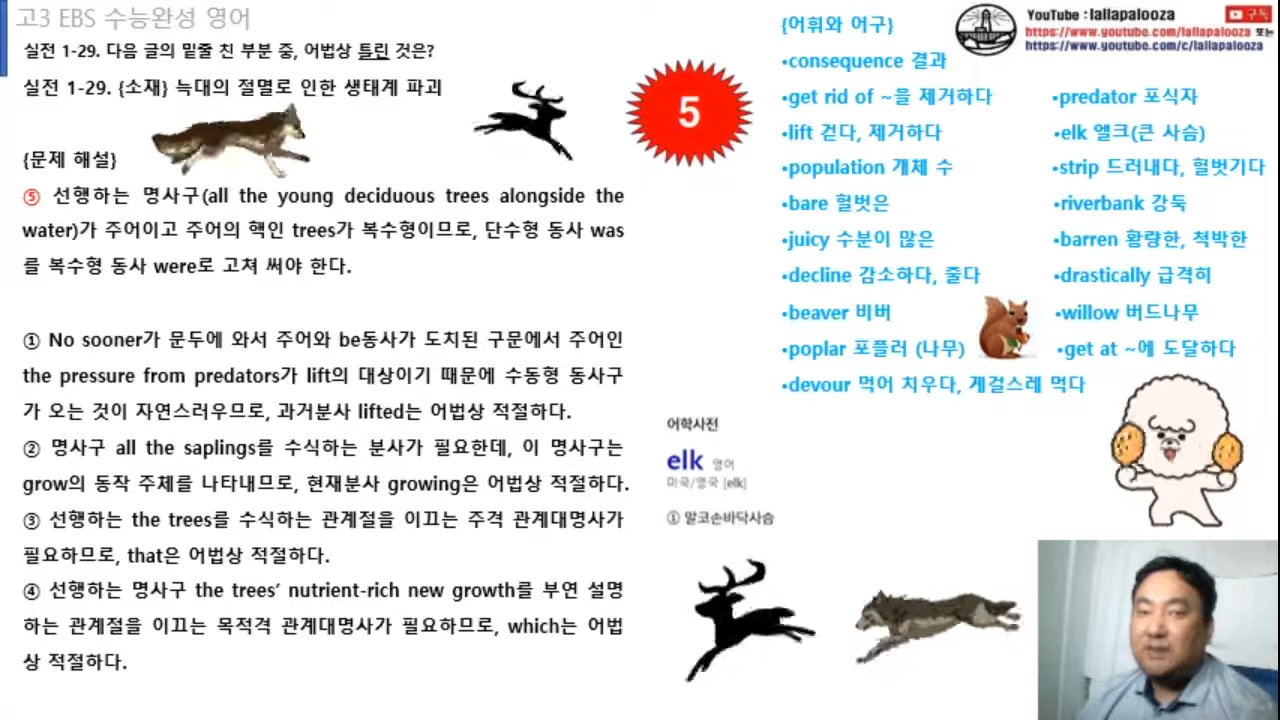 고3 EBS 수능완성 영어
실전 1-29. 다음 글의 밑줄 친 부분 중, 어법상 틀린 것은?
실전 1-29. {소재} 늑대의 절멸로 인한 생태계 파괴
{문제 해설}
⑤ 선행하는 명사구(all the young deciduous trees alongside the
water)가 주어이고 주어의 핵인 trees가 복수형이므로, 단수형 동사 was
를 복수형 동사 were로 고쳐 써야 한다.
① No sooner가 문두에 와서 주어와 be동사가 도치된 구문에서 주어인
the pressure from predators가 lift의 대상이기 때문에 수동형 동사구
가 오는 것이 자연스러우므로, 과거분사 lifted는 어법상 적절하다.
② 명사구 all the saplings를 수식하는 분사가 필요한데, 이 명사구는
grow의 동작 주체를 나타내므로, 현재분사 growing은 어법상 적절하다.
③ 선행하는 the trees를 수식하는 관계절을 이끄는 주격 관계대명사가
필요하므로, that은 어법상 적절하다.
④ 선행하는 명사구 the trees’ nutrient-rich new growth를 부연 설명
하는 관계절을 이끄는 목적격 관계대명사가 필요하므로, which는 어법
상 적절하다.
5
{어휘와 어구}
•consequence 결과
•get rid of ~을 제거하다 •predator 포식자
•lift 걷다, 제거하다 •elk 엘크(큰 사슴)
•population 개체 수 •strip 드러내다, 헐벗기다
•bare 헐벗은 •riverbank 강둑
•juicy 수분이 많은 •barren 황량한, 척박한
•decline 감소하다, 줄다 •drastically 급격히
•beaver 비버 •willow 버드나무
•poplar 포플러 (나무) •get at ~에 도달하다
•devour 먹어 치우다, 게걸스레 먹다
YouTube : lallapalooza 구독
https://www.youtube.com/lallapalooza 또는
https://www.youtube.com/c/lallapalooza
어학사전
elk 영어
미국/영국 [elk]
① 말코손바닥사슴